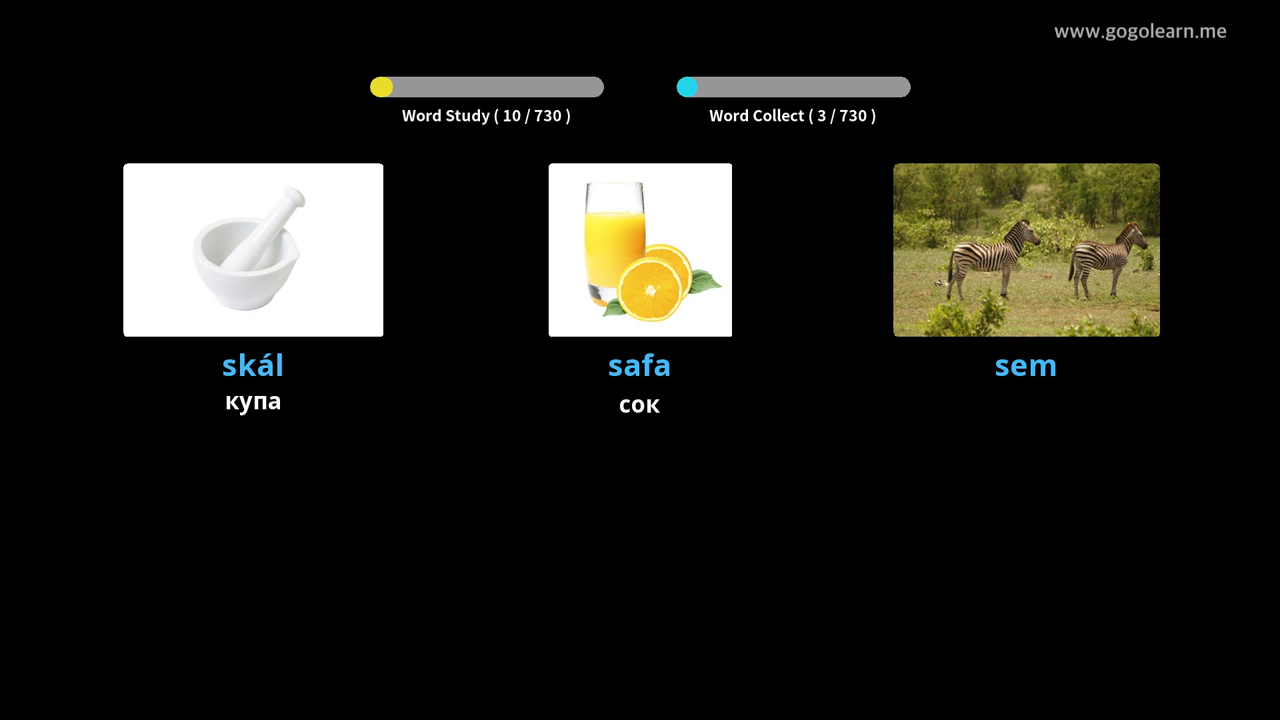 www.gogolearn.me
Word Study ( 10 / 730 )
Word Collect ( 3 / 730 )
skál
купа
safa
сок
sem